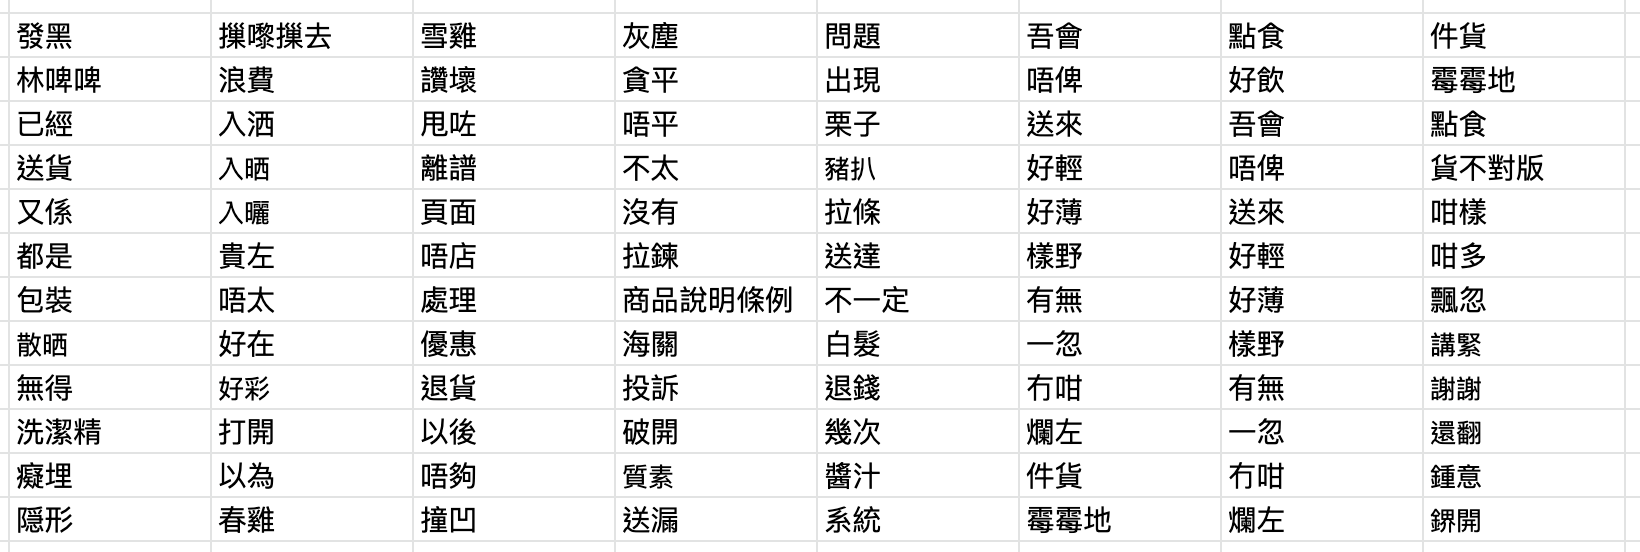 發黑 摷嚟摷去 雪雞 灰塵 問題 吾會 點食 件貨
林啤啤 浪費 讚壞 貪平 出現 唔俾 好飲 霉霉地
已經 入洒 甩咗 唔平 栗子 送來 吾會 點食
送貨 入晒 離譜 不太 豬扒 好輕 唔俾 貨不對版
又係 入曬 頁面 沒有 拉條 好薄 送來 咁樣
都是 貴左 唔店 拉鍊 送達 樣野 好輕 咁多
包裝 唔太 處理 商品說明條例 不一定 有無 好薄 飄忽
散晒 好在 優惠 海關 白髮 一忽 樣野 講緊
無得 好彩 退貨 投訴 退錢 冇咁 有無 謝謝
洗潔精 打開 以後 破開 幾次 爛左 一忽 還翻
癡埋 以為 唔夠 質素 醬汁 件貨 冇咁 鍾意
隱形 春雞 撞凹 送漏 系統 霉霉地 爛左 𨳊開